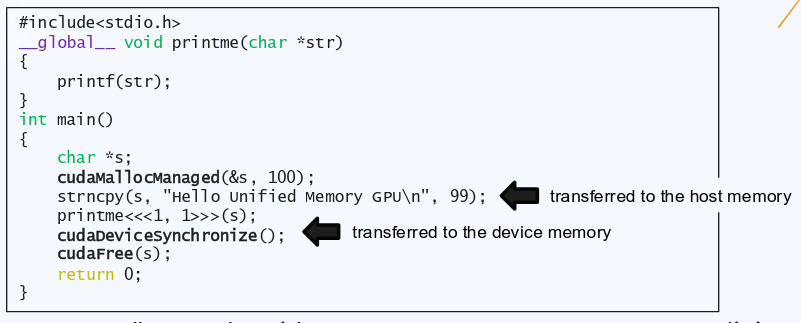 #include<stdio.h>
__global__ void printme(char *str)
{
    printf(str);
}
int main()
{
    char *s;
    cudaMallocManaged(&s, 100);
    strncpy(s, "Hello Unified Memory GPU\n", 99); transferred to the host memory
    printme<<<1, 1>>>(s);
    cudaDeviceSynchronize(); transferred to the device memory
    cudaFree(s);
    return 0;
}